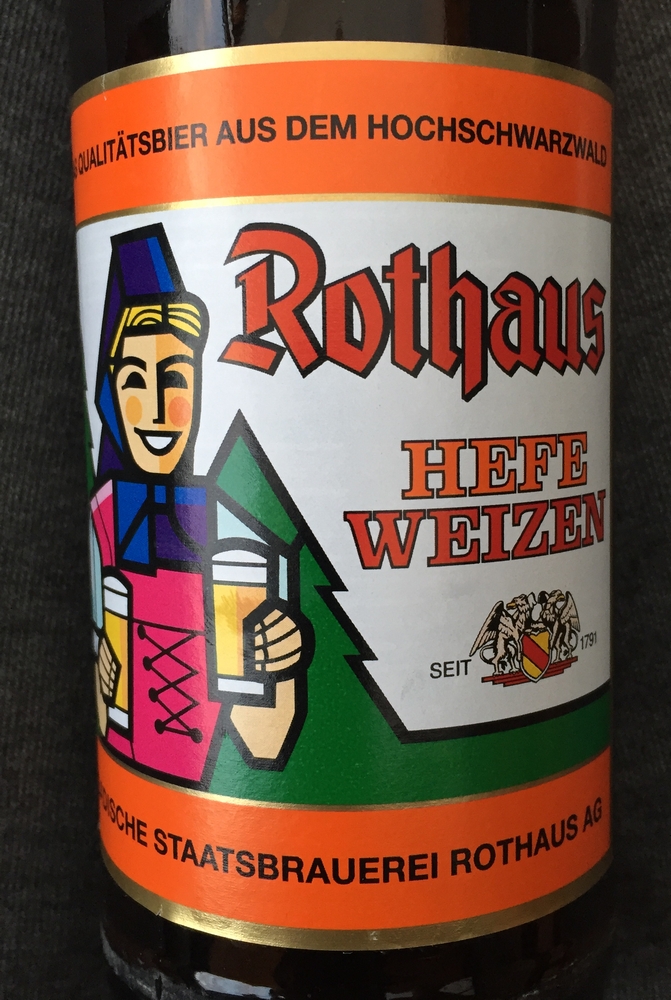 QUALITÄTSBIER AUS DEM HOCHSCHWARZWALD
Rothaus
HEFE
WEIZEN
SEIT 1791
STAATSBRAUEREI ROTHAUS AG